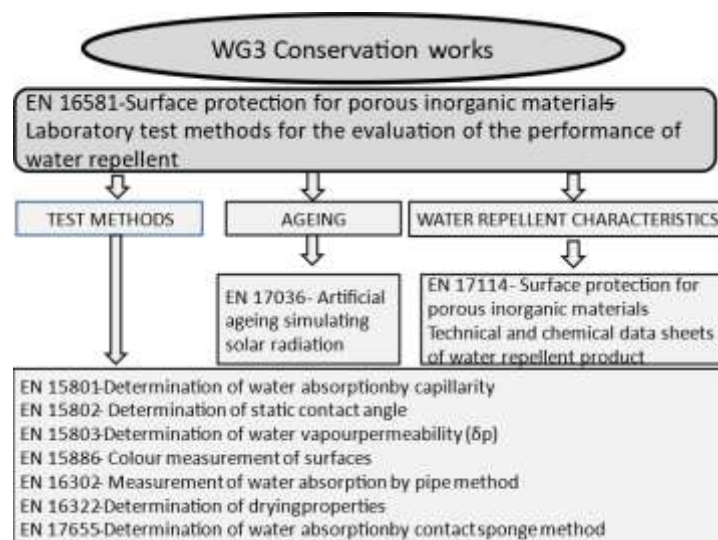 WG3 Conservation works
EN 16581-Surface protection for porous inorganic materials-
Laboratory test methods for the evaluation of the performance of
water repellent
TEST METHODS
AGEING
WATER REPELLENT CHARACTERISTICS
EN 17036- Artificial
ageing simulating
solar radiation
EN 17114- Surface protection for
porous inorganic materials
Technical and chemical data sheets
of water repellent product
EN 15801-Determination of water absorptionby capillarity
EN 15802- Determination of static contact angle
EN 15803-Determination of water vapourpermeability (δp)
EN 15886- Colour measurement of surfaces
EN 16302- Measurement of water absorption by pipe method
EN 16322-Determination of dryingproperties
EN 17655-Determination of water absorptionby contactsponge method